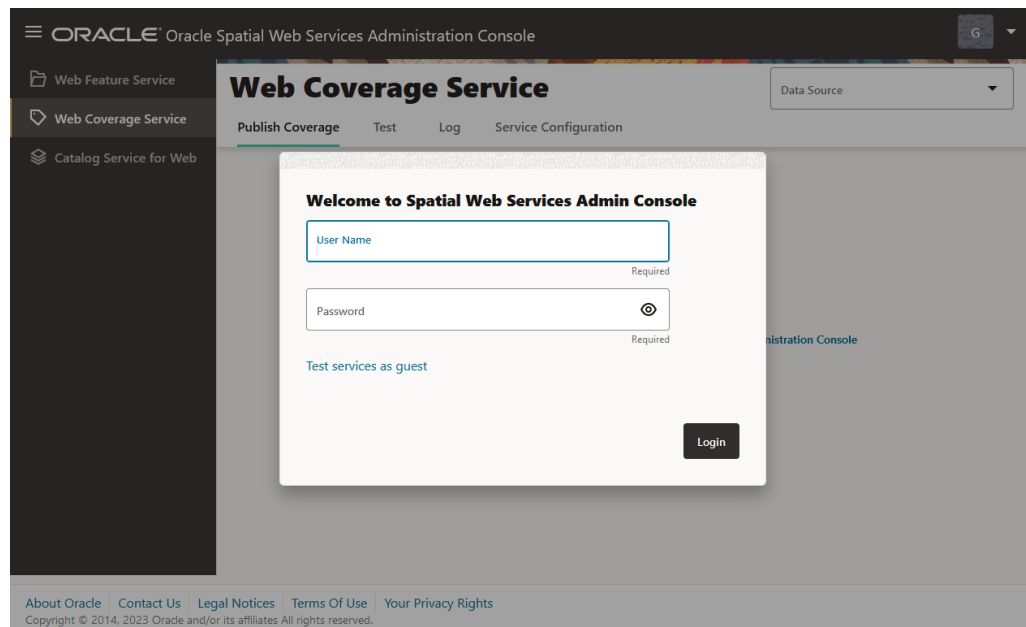 ORACLE Oracle Spatial Web Services Administration Console
G
Web Feature Service
Web Coverage Service
Catalog Service for Web
Web Coverage Service
Data Source
Publish Coverage Test Log Service Configuration
Welcome to Spatial Web Services Admin Console
User Name
Required
Password
Required
nistration Console
Test services as guest
Login
About Oracle Contact Us Legal Notices Terms Of Use Your Privacy Rights
Copyright © 2014, 2023 Oracle and/or its affiliates All rights reserved.